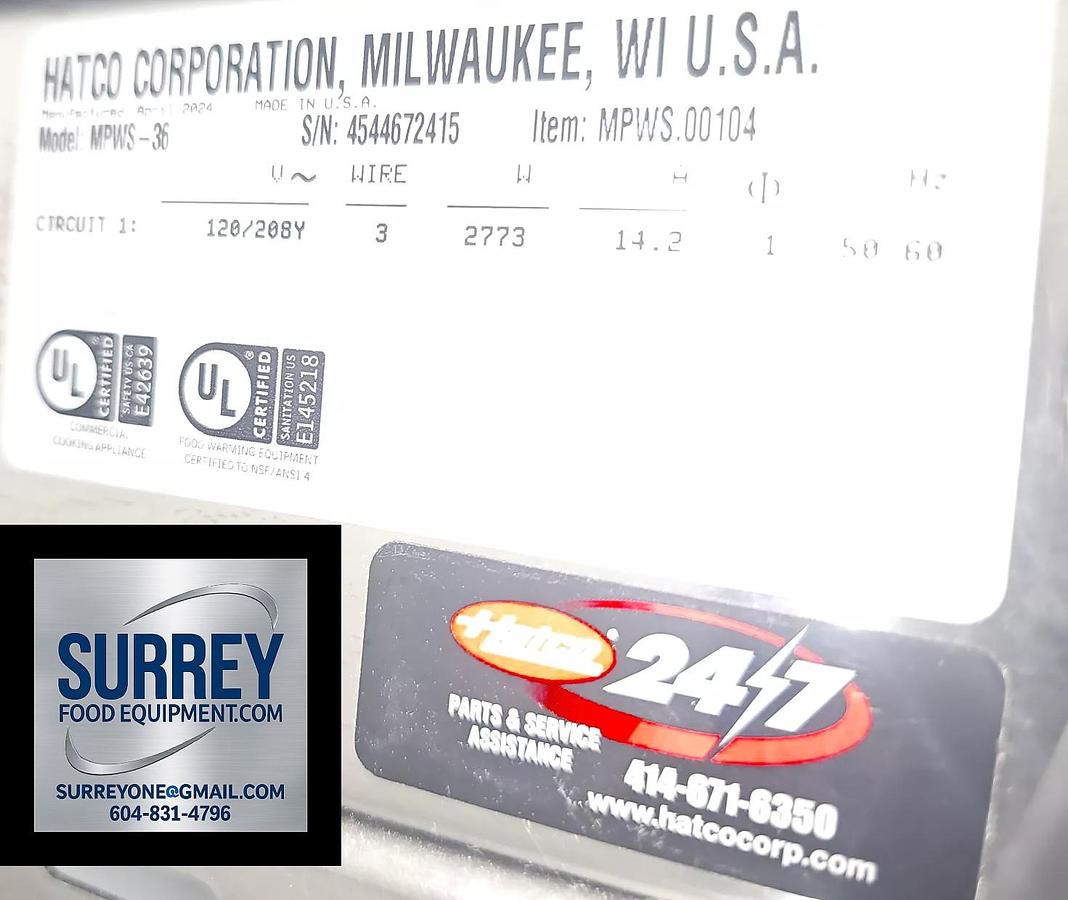 HATCO CORPORATION, MILWAUKEE, WI U.S.A.
Manufactured April 2024 MADE IN U.S.A.
Model: MPWS-36 S/N: 4544672415 Item: MPWS.00104
V~ WIRE W A Φ Hz
CIRCUIT 1: 120/208Y 3 2773 14.2 1 50 60
UL ® CERTIFIED SAFETY US-CA E42639
COMMERCIAL
COOKING APPLIANCE
UL ® CERTIFIED SANITATION US E145218
FOOD WARMING EQUIPMENT
CERTIFIED TO NSF/ANSI 4
SURREY
FOOD EQUIPMENT.COM
SURREYONE@GMAIL.COM
604-831-4796
Hatco 24/7
PARTS & SERVICE
ASSISTANCE
414-671-6350
www.hatcocorp.com